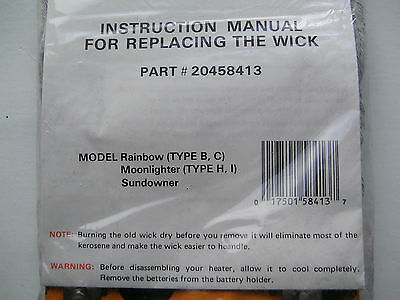 INSTRUCTION MANUAL
FOR REPLACING THE WICK
PART # 20458413
MODEL Rainbow (TYPE B, C)
Moonlighter (TYPE H, I)
Sundowner
0 17501 58413 7
NOTE: Burning the old wick dry before you remove it will eliminate most of the
kerosene and make the wick easier to heandle.
WARNING: Before disassembling your heater, allow it to cool completely.
Remove the beteries from the battery holder.